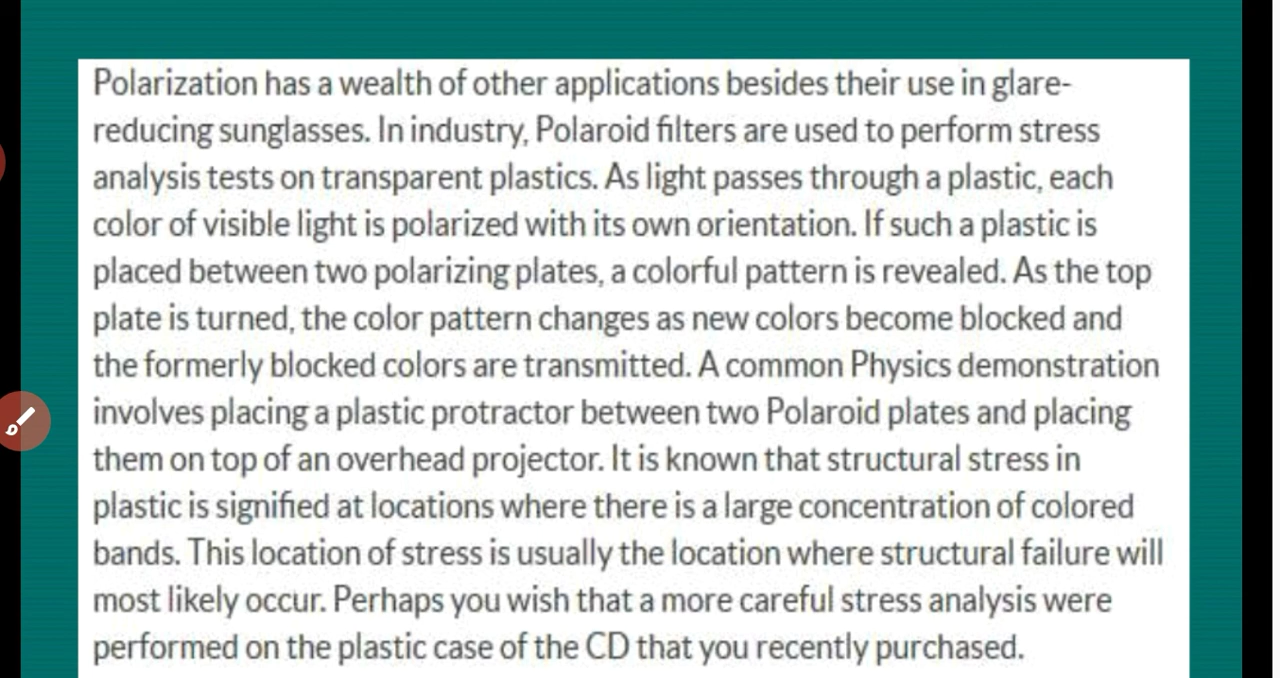 Polarization has a wealth of other applications besides their use in glare-
reducing sunglasses. In industry, Polaroid filters are used to perform stress
analysis tests on transparent plastics. As light passes through a plastic, each
color of visible light is polarized with its own orientation. If such a plastic is
placed between two polarizing plates, a colorful pattern is revealed. As the top
plate is turned, the color pattern changes as new colors become blocked and
the formerly blocked colors are transmitted. A common Physics demonstration
involves placing a plastic protractor between two Polaroid plates and placing
them on top of an overhead projector. It is known that structural stress in
plastic is signified at locations where there is a large concentration of colored
bands. This location of stress is usually the location where structural failure will
most likely occur. Perhaps you wish that a more careful stress analysis were
performed on the plastic case of the CD that you recently purchased.